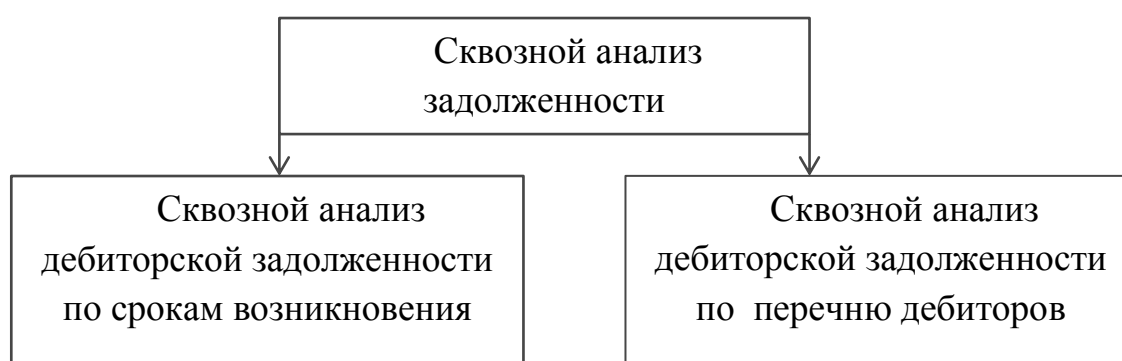 Сквозной анализ
задолженности
Сквозной анализ
дебиторской задолженности
по срокам возникновения
Сквозной анализ
дебиторской задолженности
по перечню дебиторов